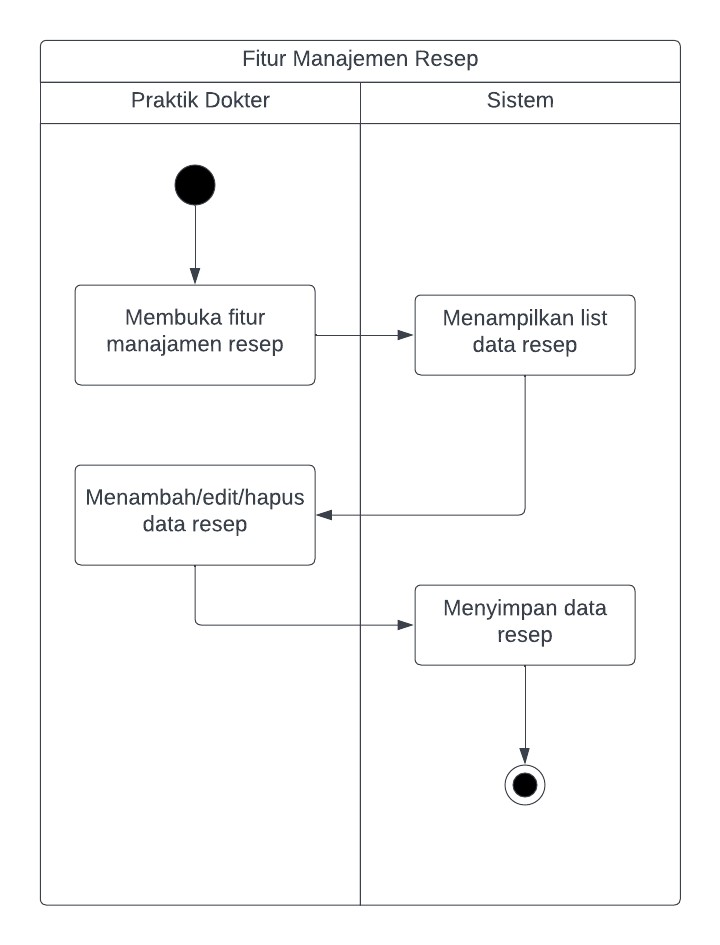 Fitur Manajemen Resep
Praktik Dokter
Sistem
Membuka fitur
manajamen resep
Menampilkan list
data resep
Menambah/edit/hapus
data resep
Menyimpan data
resep